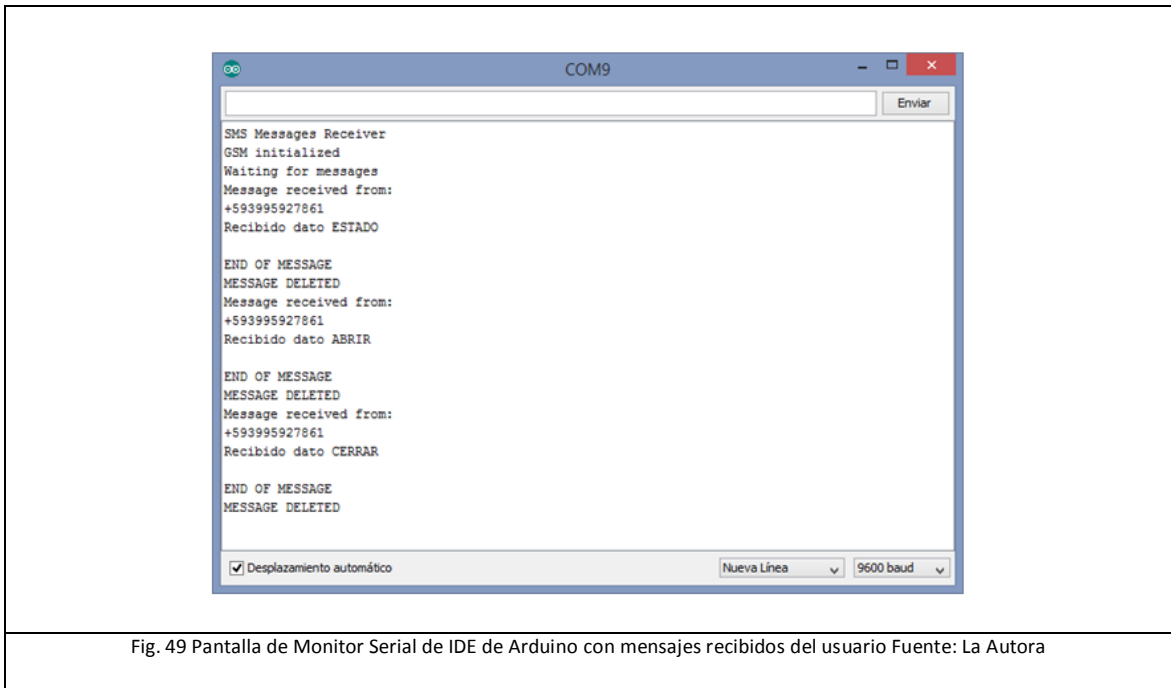 COM9
Enviar
SMS Messages Receiver
GSM initialized
Waiting for messages
Message received from:
+593995927861
Recibido dato ESTADO
END OF MESSAGE
MESSAGE DELETED
Message received from:
+593995927861
Recibido dato ABRIR
END OF MESSAGE
MESSAGE DELETED
Message received from:
+593995927861
Recibido dato CERRAR
END OF MESSAGE
MESSAGE DELETED
Desplazamiento automático
Nueva Línea
9600 baud
Fig. 49 Pantalla de Monitor Serial de IDE de Arduino con mensajes recibidos del usuario Fuente: La Autora